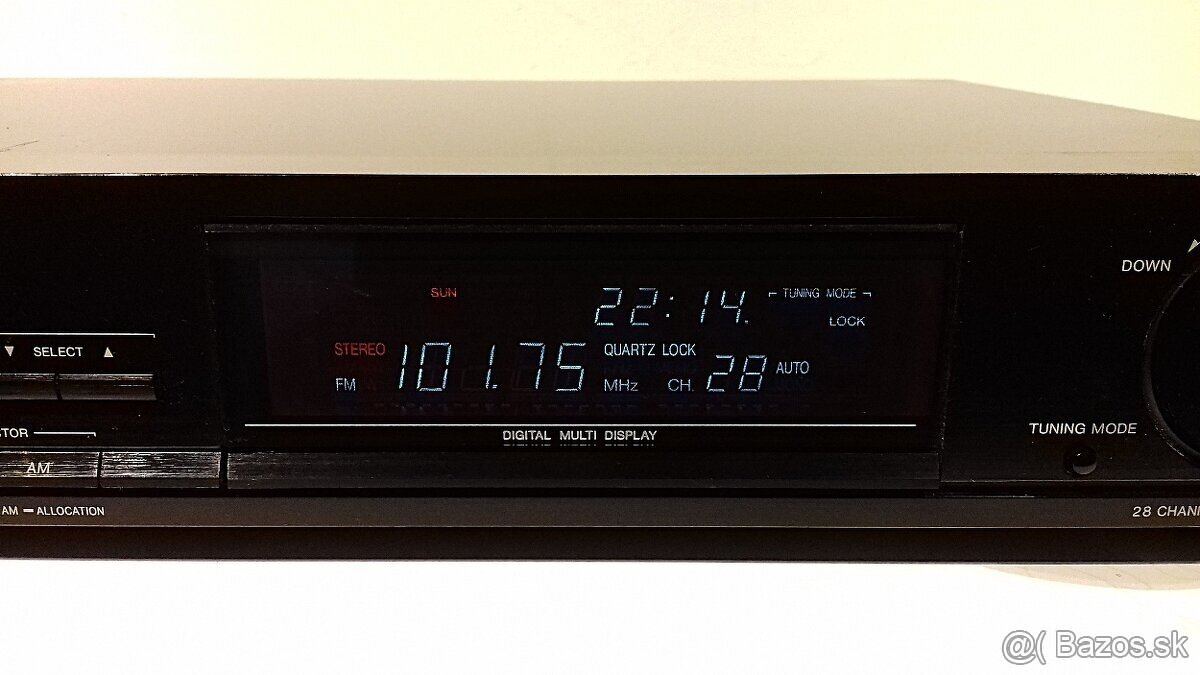 DOWN
SUN
22:14.
TUNING MODE
LOCK
STEREO
FM
101.75
QUARTZ LOCK
MHz
CH.
28
AUTO
▼ SELECT ▲
DIGITAL MULTI DISPLAY
TUNING MODE
TOR
AM
AM – ALLOCATION
28 CHAN
@( Bazos.sk